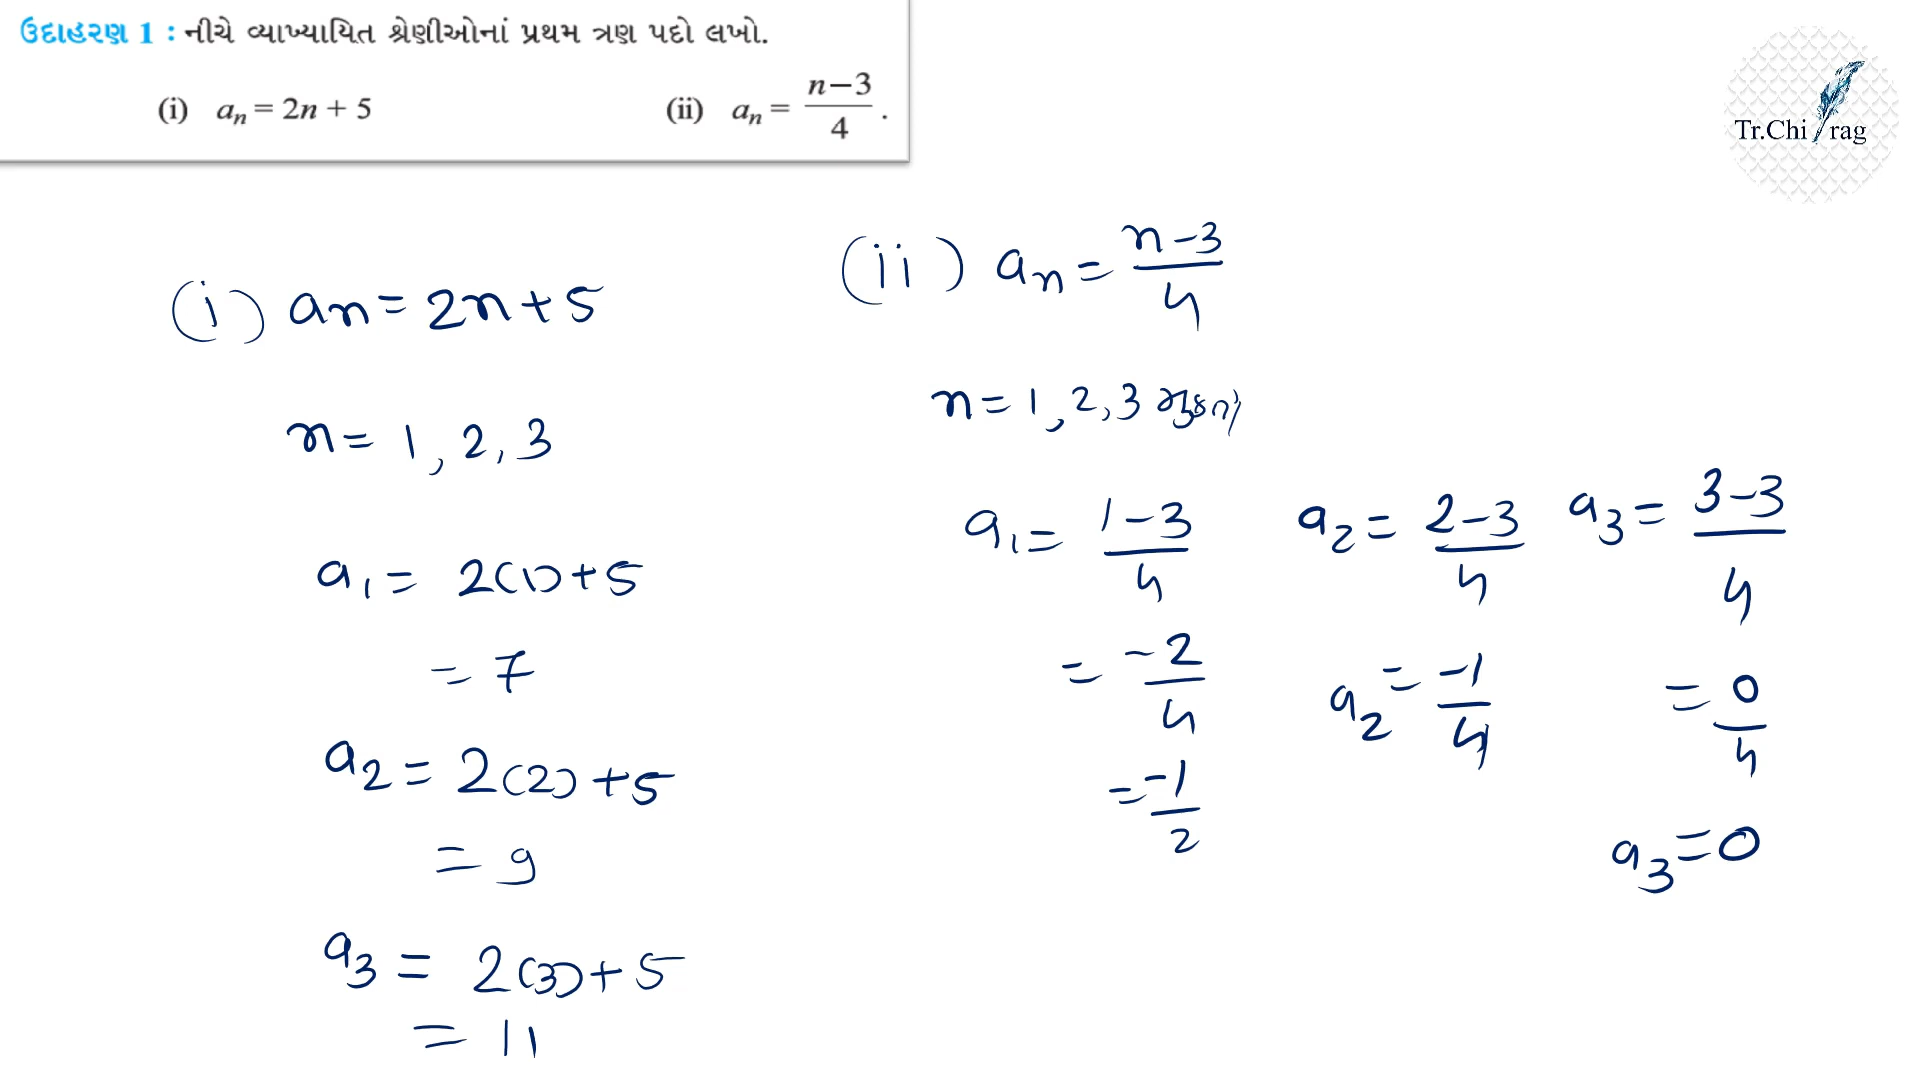 ઉદાહરણ 1 : નીચે વ્યાખ્યાયિત શ્રેણીઓનાં પ્રથમ ત્રણ પદો લખો.
(i) aₙ = 2n + 5 (ii) aₙ = (n–3)/4 .
Tr.Chirag
(i) an = 2n+5
n = 1, 2, 3
a₁ = 2(1)+5
= 7
a₂ = 2(2)+5
= 9
a₃ = 2(3)+5
= 11
(ii) an = (n-3)/4
n = 1, 2, 3 મુકતાં
a₁ = (1-3)/4
= -2/4
= -1/2
a₂ = (2-3)/4
a₂ = -1/4
a₃ = (3-3)/4
= 0/4
a₃ = 0